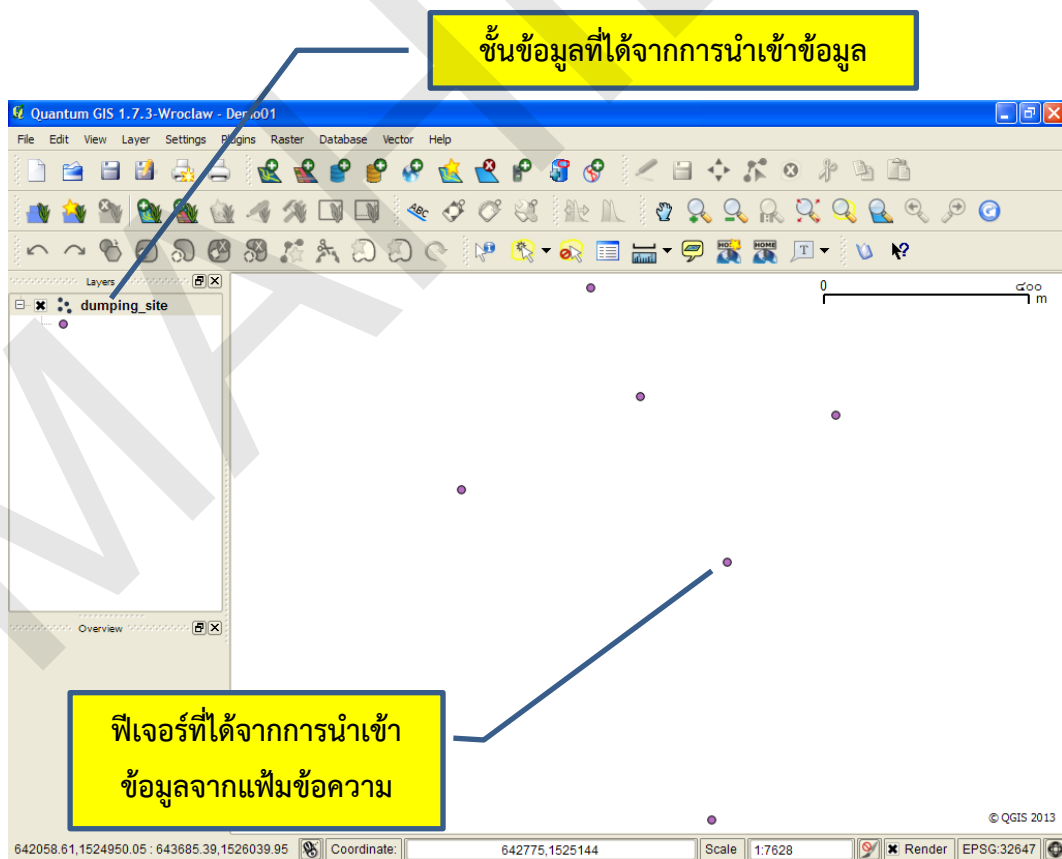 ชั้นข้อมูลที่ได้จากการนำเข้าข้อมูล
Quantum GIS 1.7.3-Wroclaw - Demo01
File Edit View Layer Settings Plugins Raster Database Vector Help
ABC
HOME
T
Layers
0 ๔๐๐
m
dumping_site
Overview
ฟีเจอร์ที่ได้จากการนำเข้า
ข้อมูลจากแฟ้มข้อความ
© QGIS 2013
642058.61,1524950.05 : 643685.39,1526039.95 Coordinate: 642775,1525144 Scale 1:7628 Render EPSG:32647